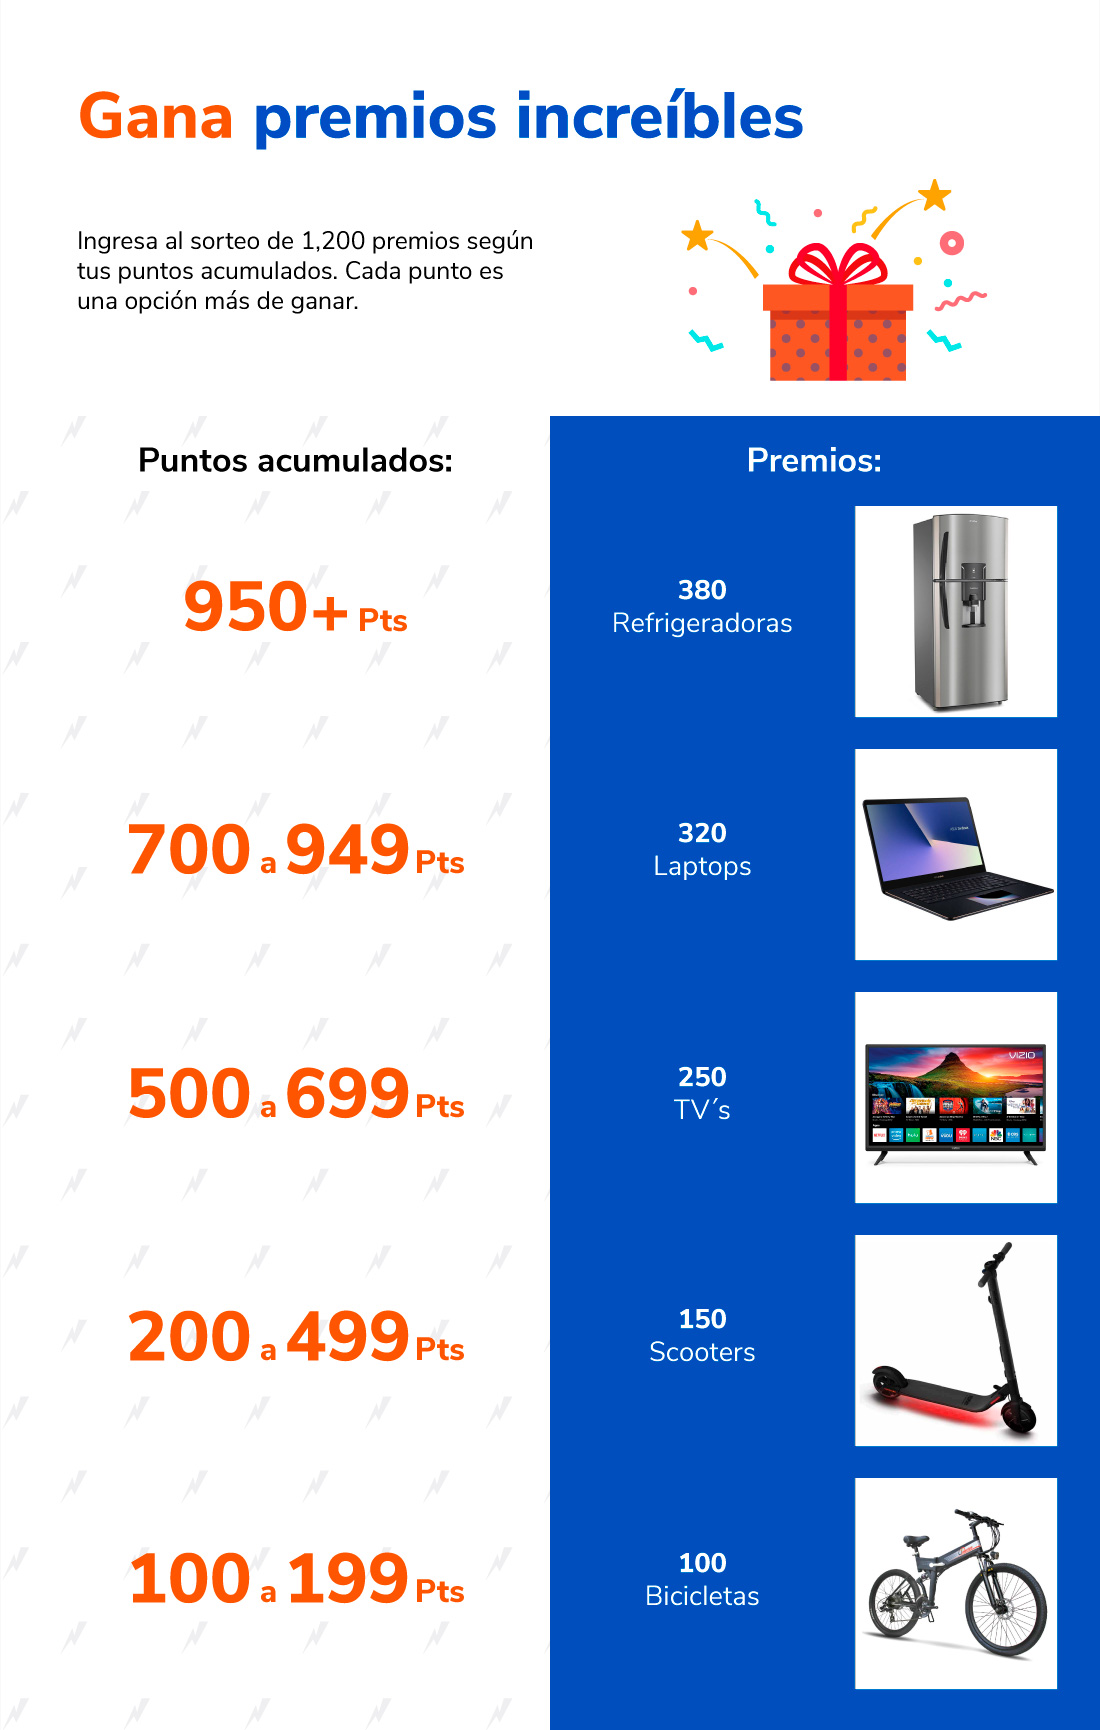 Gana premios increíbles
Ingresa al sorteo de 1,200 premios según
tus puntos acumulados. Cada punto es
una opción más de ganar.
Puntos acumulados:
Premios:
950+ Pts
380
Refrigeradoras
700 a 949 Pts
320
Laptops
500 a 699 Pts
250
TV´s
VIZIO
200 a 499 Pts
150
Scooters
100 a 199 Pts
100
Bicicletas